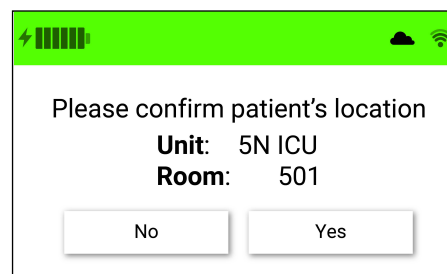 Please confirm patient’s location
Unit: 5N ICU
Room: 501
No Yes